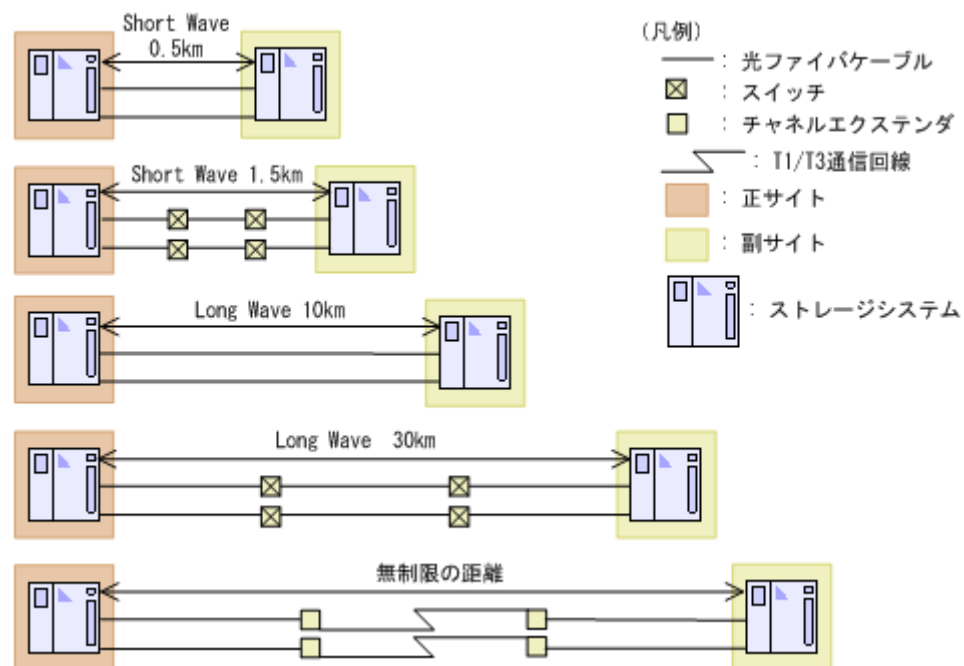 Short Wave
0.5km
Short Wave 1.5km
Long Wave 10km
Long Wave 30km
無制限の距離
(凡例)
: 光ファイバケーブル
: スイッチ
: チャネルエクステンダ
: T1/T3通信回線
: 正サイト
: 副サイト
: ストレージシステム